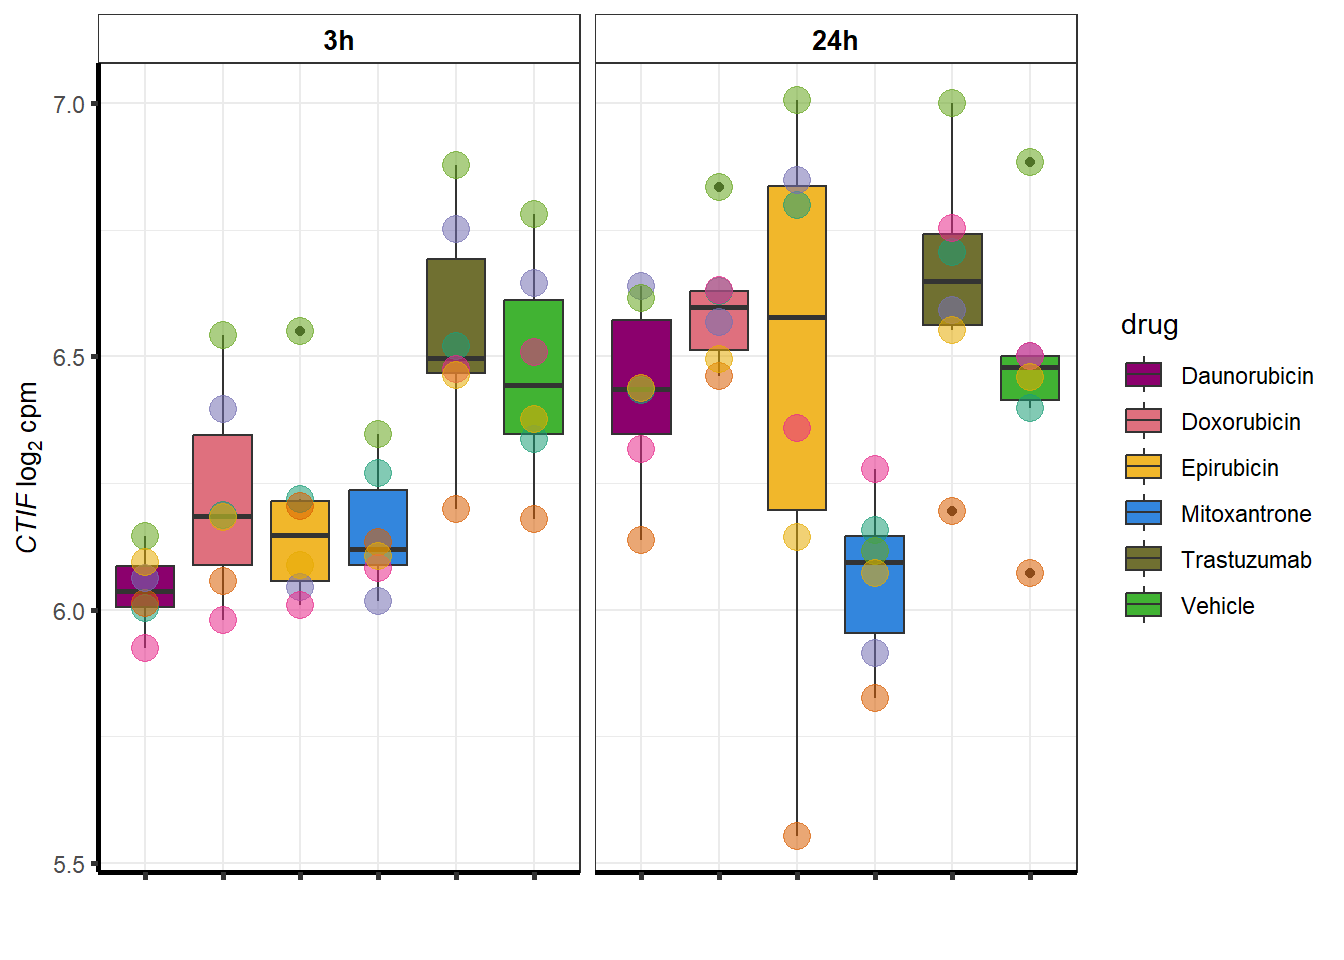 3h
24h
CTIF log2 cpm
7.0
6.5
6.0
5.5
drug
Daunorubicin
Doxorubicin
Epirubicin
Mitoxantrone
Trastuzumab
Vehicle